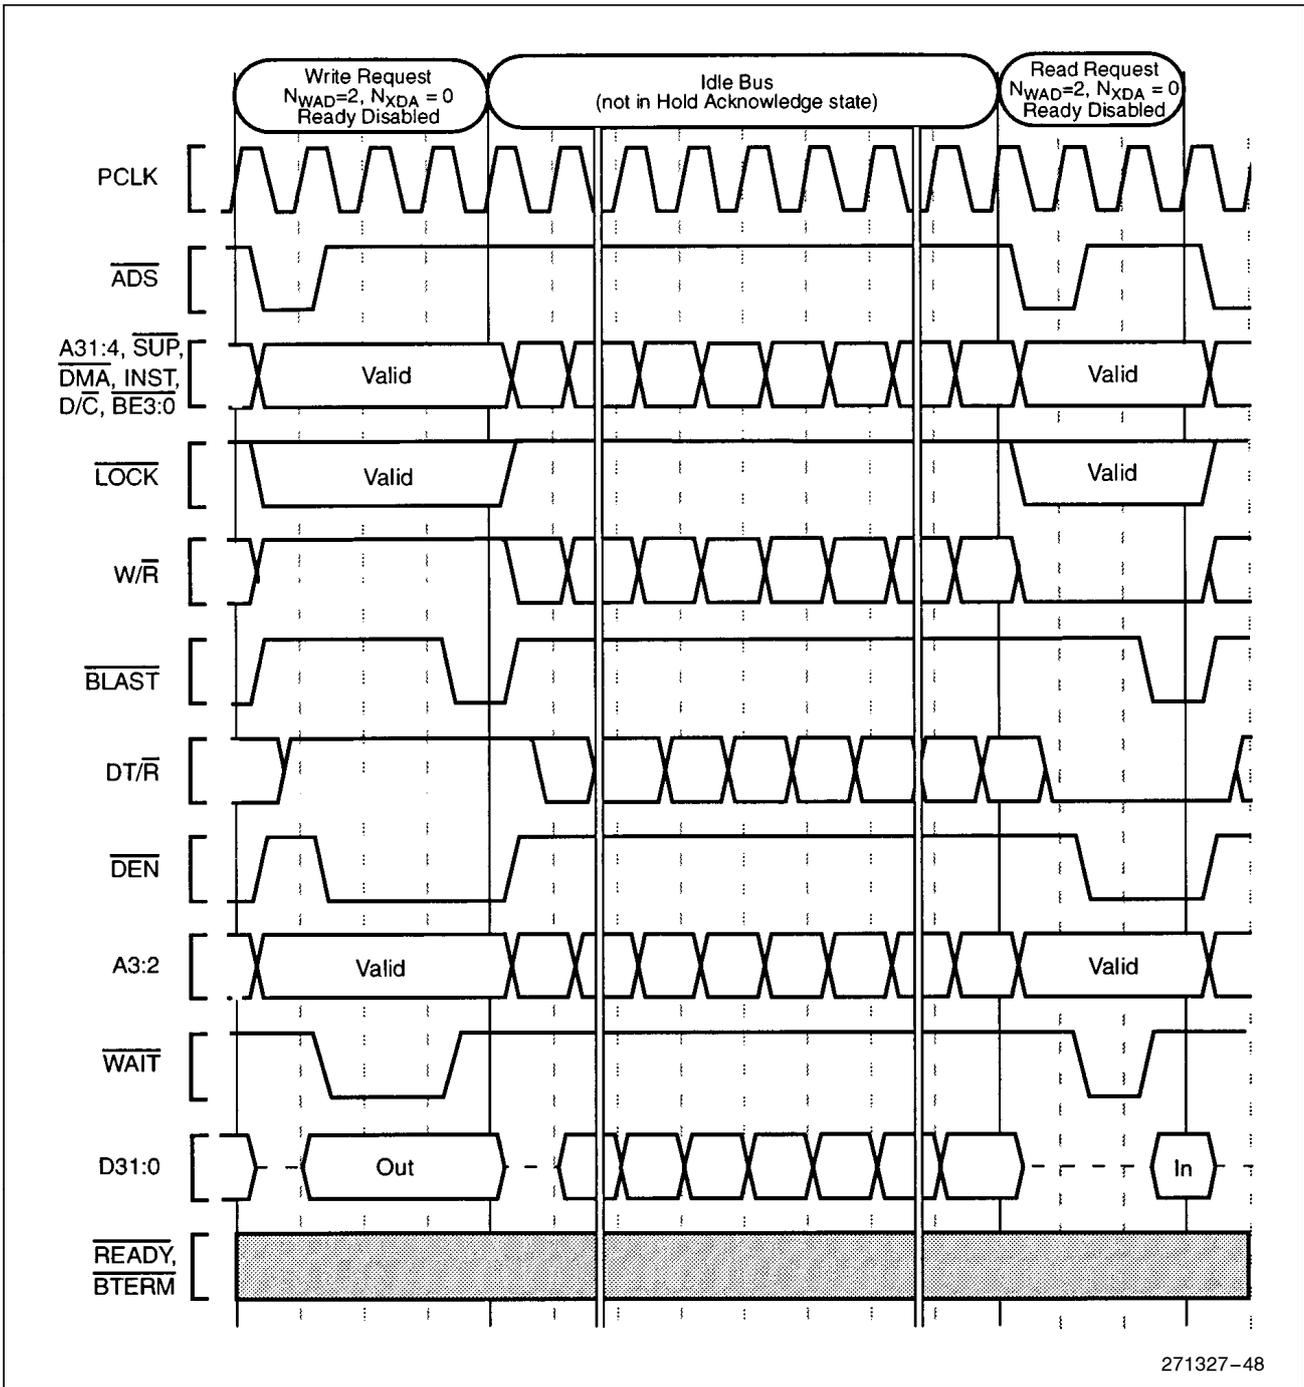 Write Request
NWAD=2, NXDA = 0
Ready Disabled
Idle Bus
(not in Hold Acknowledge state)
Read Request
NWAD=2, NXDA = 0
Ready Disabled
PCLK
ADS
A31:4, SUP,
DMA, INST,
D/C, BE3:0
Valid
Valid
LOCK
Valid
Valid
W/R
BLAST
DT/R
DEN
A3:2
Valid
Valid
WAIT
D31:0
Out
In
READY,
BTERM
271327-48